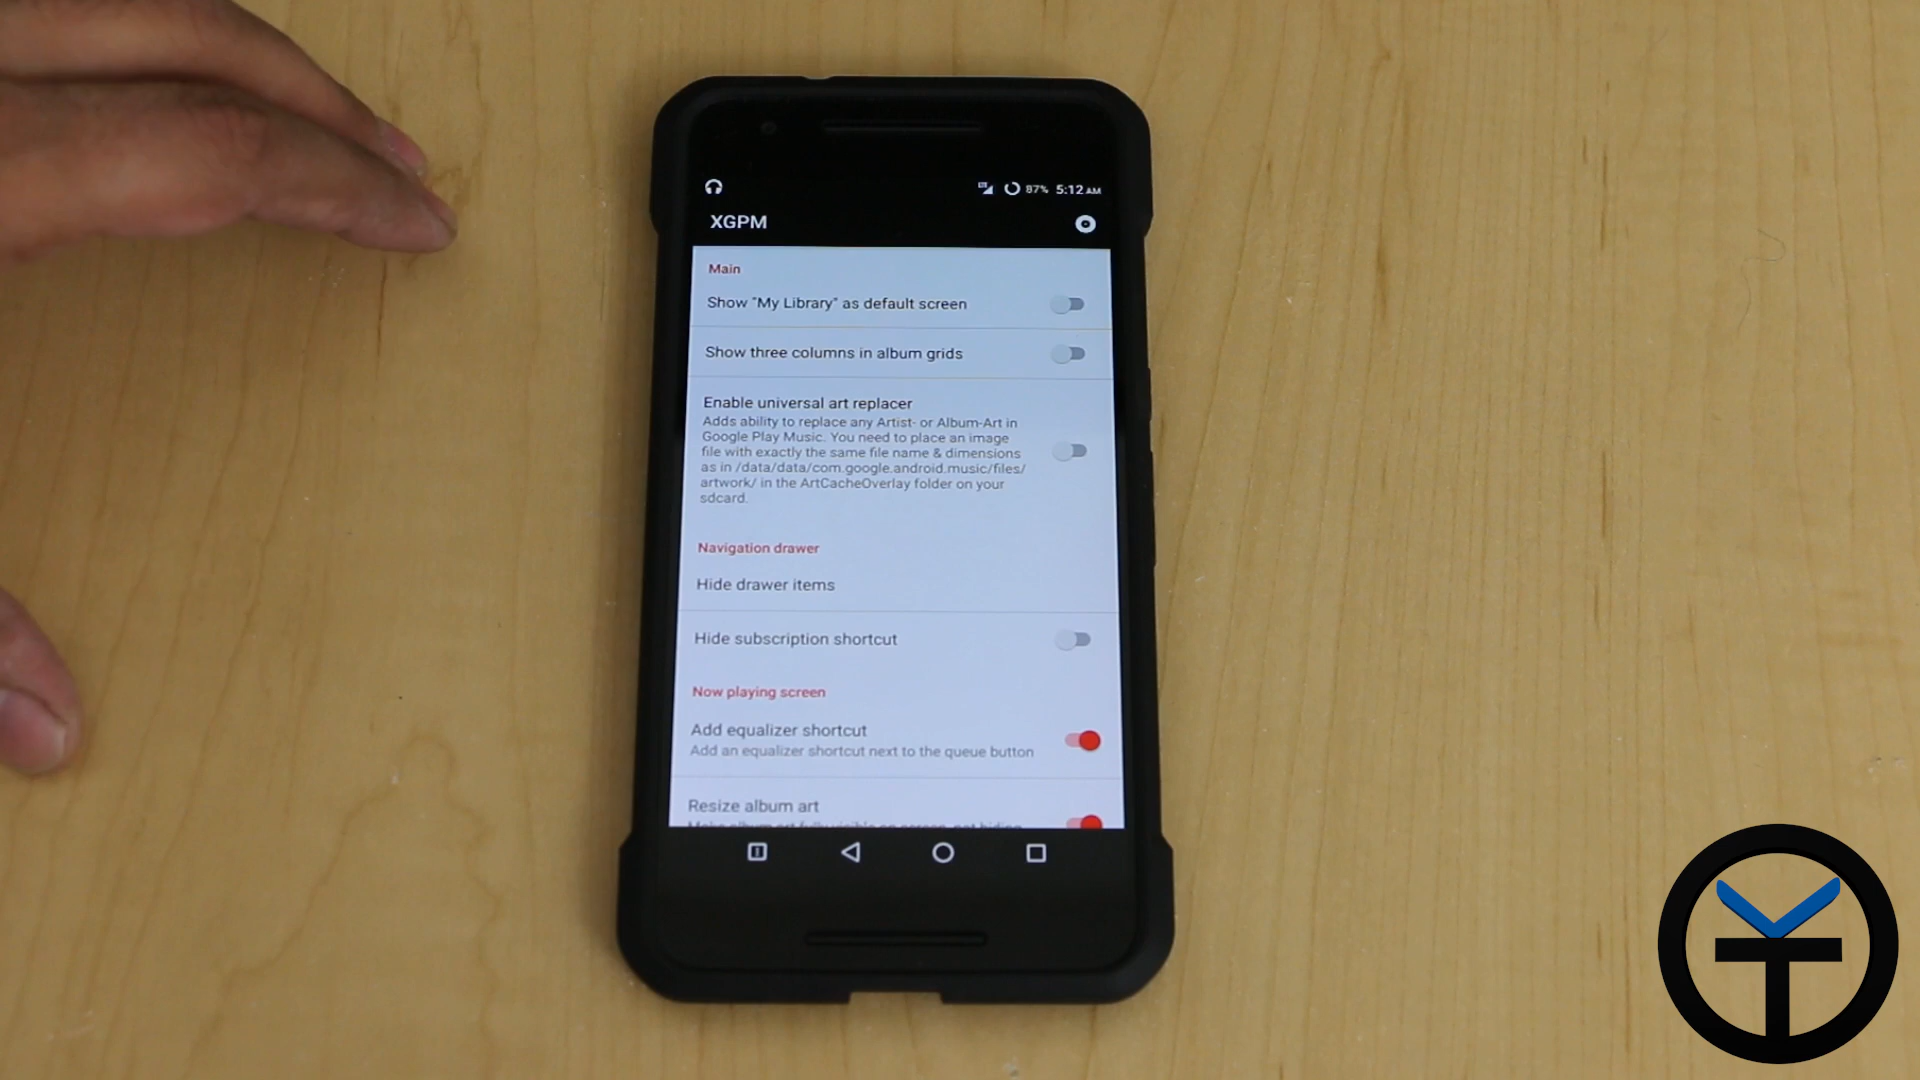 87% 5:12 AM
XGPM
Main
Show "My Library" as default screen
Show three columns in album grids
Enable universal art replacer
Adds ability to replace any Artist- or Album-Art in
Google Play Music. You need to place an image
file with exactly the same file name & dimensions
as in /data/data/com.google.android.music/files/
artwork/ in the ArtCacheOverlay folder on your
sdcard.
Navigation drawer
Hide drawer items
Hide subscription shortcut
Now playing screen
Add equalizer shortcut
Add an equalizer shortcut next to the queue button
Resize album art